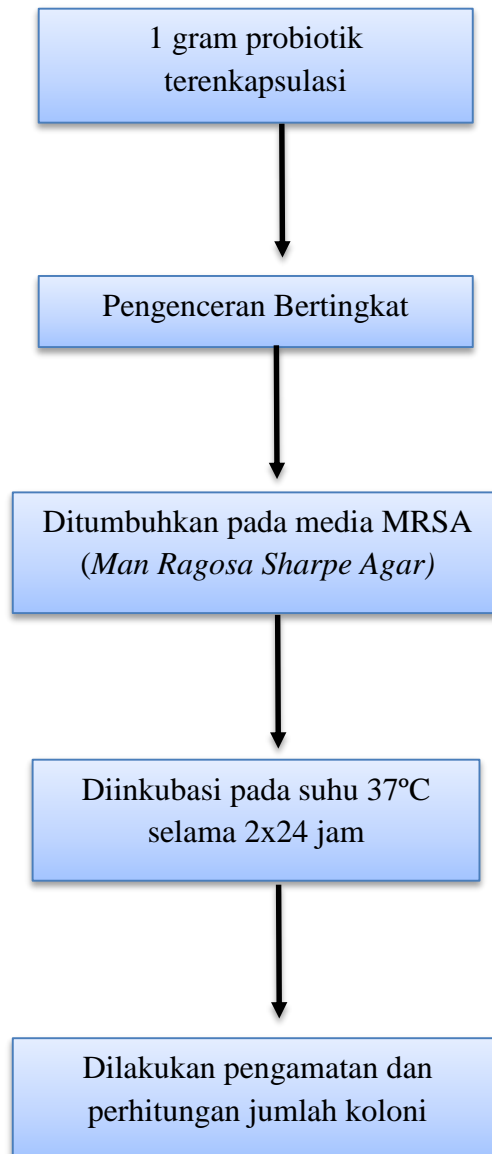 1 gram probiotik
terenkapsulasi
Pengenceran Bertingkat
Ditumbuhkan pada media MRSA
(Man Ragosa Sharpe Agar)
Diinkubasi pada suhu 37ºC
selama 2x24 jam
Dilakukan pengamatan dan
perhitungan jumlah koloni